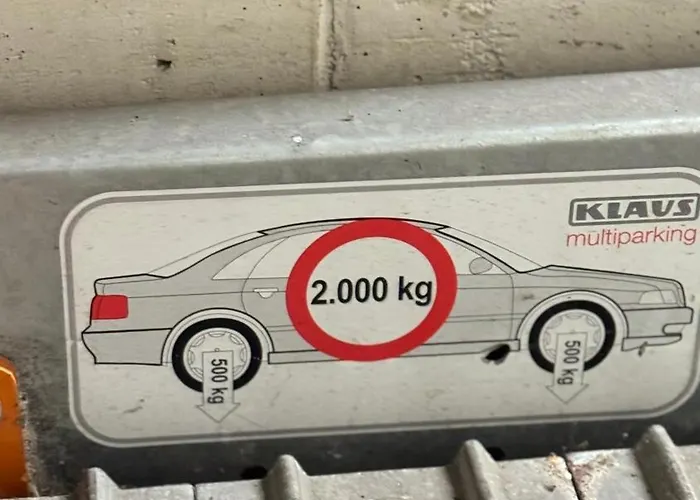 KLAUS
multiparking
2.000 kg
500 kg
500 kg